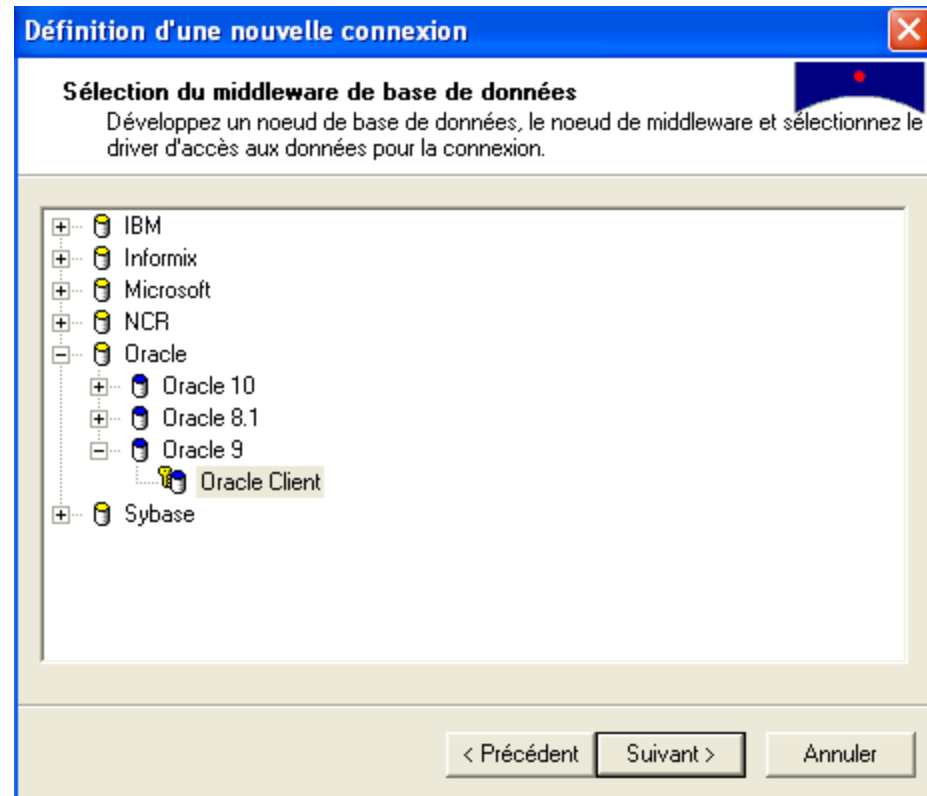 Définition d'une nouvelle connexion
Sélection du middleware de base de données
Développez un noeud de base de données, le noeud de middleware et sélectionnez le
driver d'accès aux données pour la connexion.
IBM
Informix
Microsoft
NCR
Oracle
Oracle 10
Oracle 8.1
Oracle 9
Oracle Client
Sybase
< Précédent Suivant > Annuler